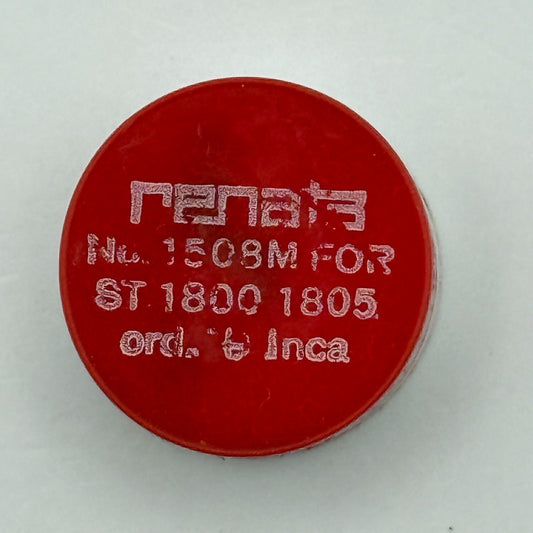 renata
No. 1508M FOR
ST 1800 1805
ord. & Inca